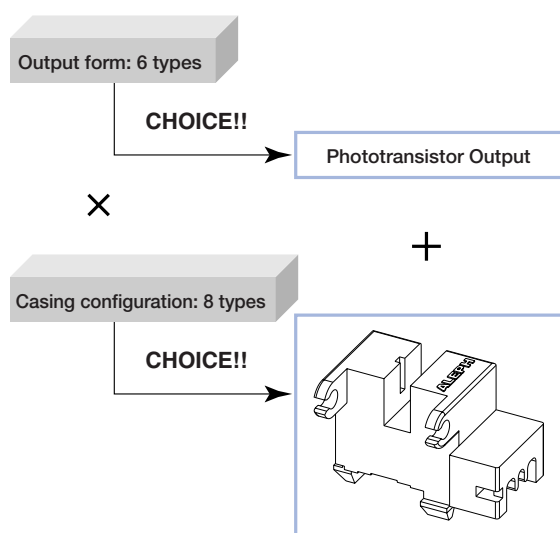 Output form: 6 types
CHOICE!!
Phototransistor Output
×
+
Casing configuration: 8 types
CHOICE!!
ALEPH